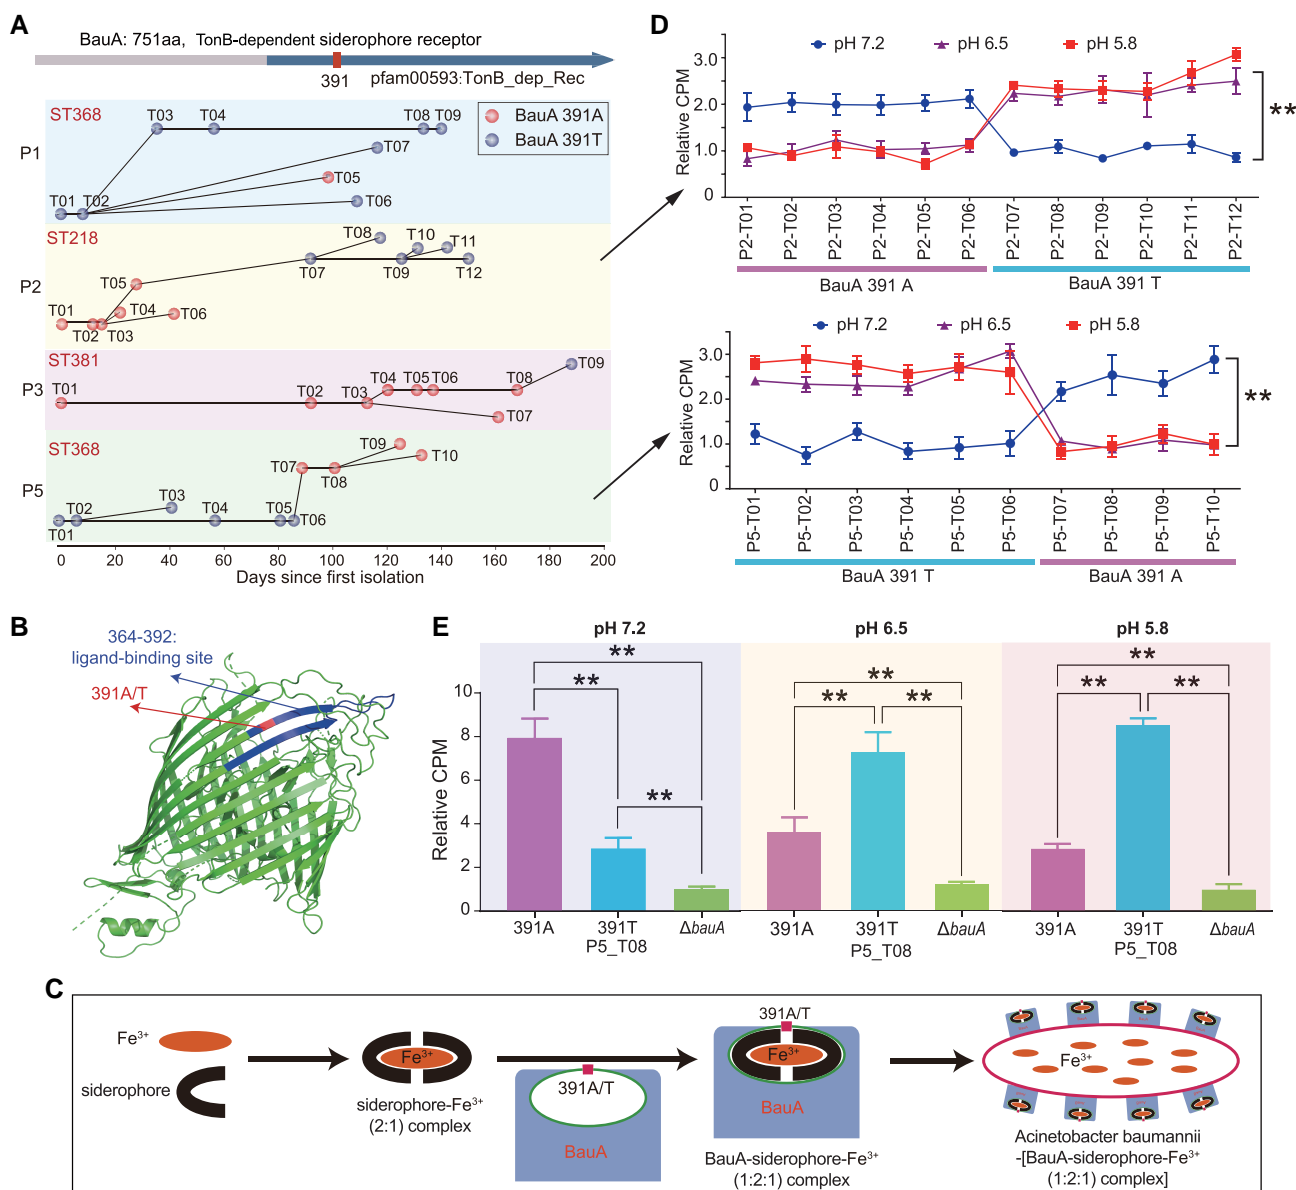 A
BauA: 751aa, TonB-dependent siderophore receptor
391 pfam00593:TonB_dep_Rec
BauA 391A
BauA 391T
P1
ST368
T01 T02 T03 T04 T08 T09
T07
T05
T06
P2
ST218
T01 T02 T03 T04 T05 T06
T07 T08 T09 T10 T11 T12
P3
ST381
T01 T02 T03 T04 T05 T06 T08 T09
T07
P5
ST368
T01 T02 T03 T04 T05 T06
T07 T08 T09 T10
0 20 40 60 80 100 120 140 160 180 200
Days since first isolation
D
pH 7.2 pH 6.5 pH 5.8
Relative CPM
3.0
2.0
1.0
0
**
P2-T01 P2-T02 P2-T03 P2-T04 P2-T05 P2-T06 P2-T07 P2-T08 P2-T09 P2-T10 P2-T11 P2-T12
BauA 391 A BauA 391 T
pH 7.2 pH 6.5 pH 5.8
Relative CPM
3.0
2.0
1.0
0
**
P5-T01 P5-T02 P5-T03 P5-T04 P5-T05 P5-T06 P5-T07 P5-T08 P5-T09 P5-T10
BauA 391 T BauA 391 A
B
364-392:
ligand-binding site
391A/T
E
pH 7.2 pH 6.5 pH 5.8
Relative CPM
10
8
6
4
2
0
** ** **
** ** **
** ** **
391A 391T ΔbauA 391A 391T ΔbauA 391A 391T ΔbauA
P5_T08 P5_T08 P5_T08
C
Fe³⁺
siderophore
Fe³⁺
siderophore-Fe³⁺
(2:1) complex
391A/T
BauA
391A/T
Fe³⁺
BauA
BauA-siderophore-Fe³⁺
(1:2:1) complex
Fe³⁺
Acinetobacter baumannii
-[BauA-siderophore-Fe³⁺
(1:2:1) complex]